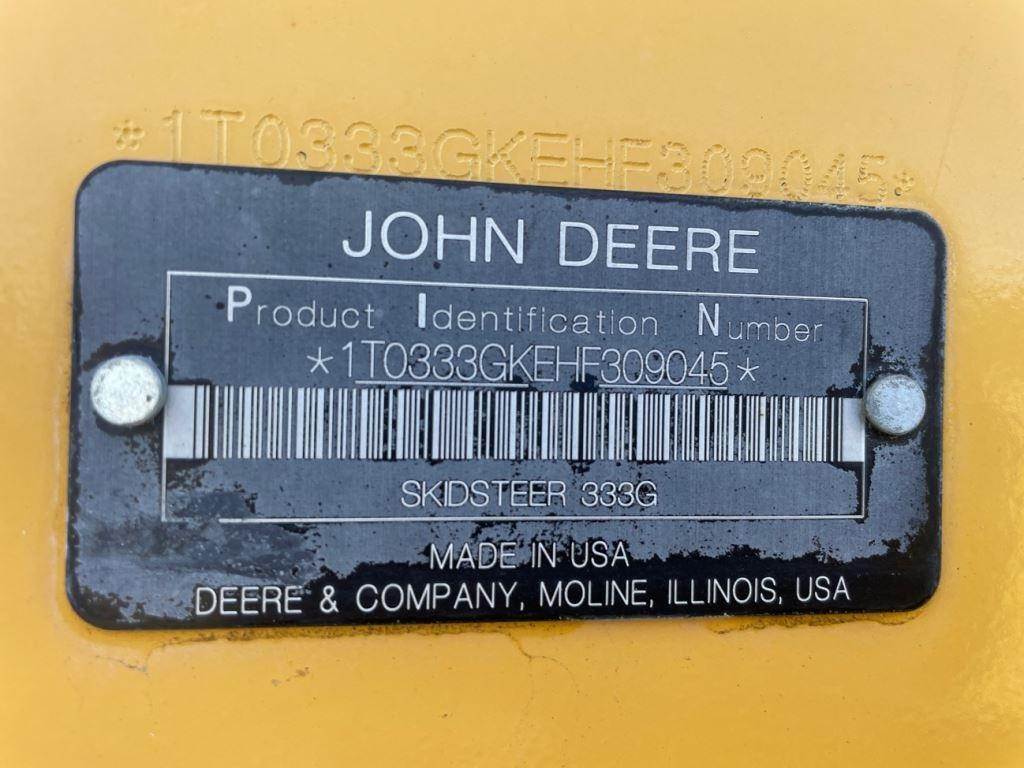 *1T0333GKEHF309045*
JOHN DEERE
Product Identification Number
*1T0333GKEHF309045*
SKIDSTEER 333G
MADE IN USA
DEERE & COMPANY, MOLINE, ILLINOIS, USA